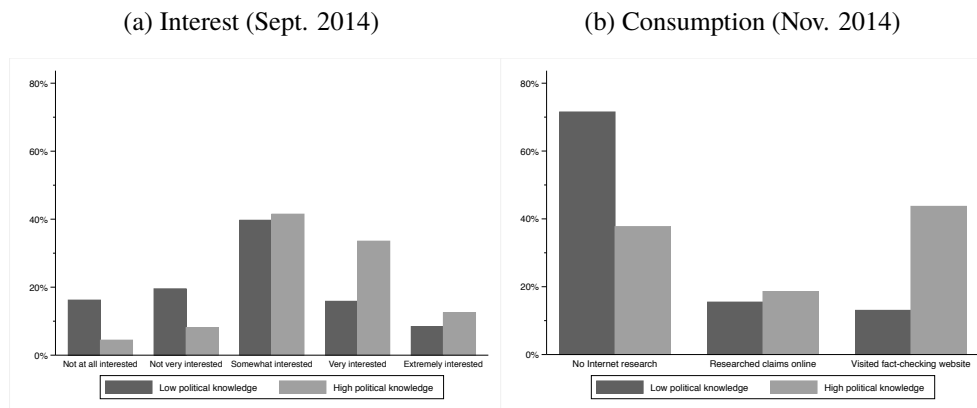 (a) Interest (Sept. 2014)
(b) Consumption (Nov. 2014)
80%
60%
40%
20%
0%
Not at all interested Not very interested Somewhat interested Very interested Extremely interested
Low political knowledge High political knowledge
80%
60%
40%
20%
0%
No Internet research Researched claims online Visited fact-checking website
Low political knowledge High political knowledge